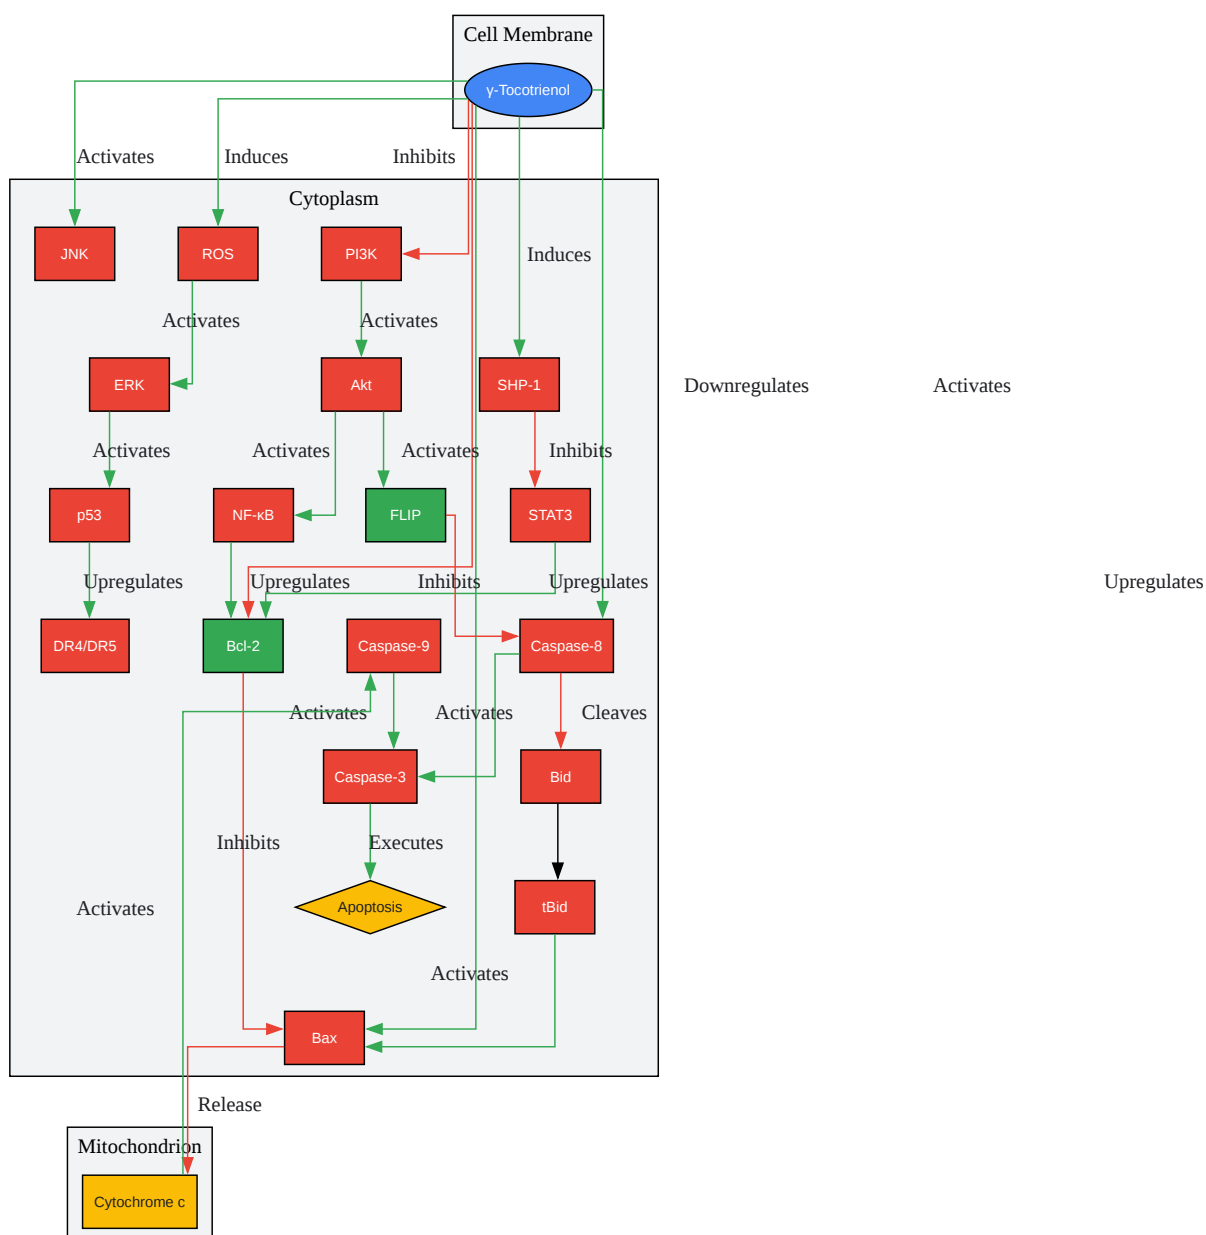 Cell Membrane
γ-Tocotrienol
Activates
Induces
Inhibits
Cytoplasm
JNK
ROS
PI3K
Induces
Activates
Activates
ERK
Akt
SHP-1
Downregulates
Activates
Activates
Activates
Activates
Inhibits
p53
NF-κB
FLIP
STAT3
Upregulates
Upregulates
Inhibits
Upregulates
Upregulates
DR4/DR5
Bcl-2
Caspase-9
Caspase-8
Activates
Activates
Cleaves
Caspase-3
Bid
Inhibits
Executes
Activates
Apoptosis
tBid
Activates
Bax
Release
Mitochondrion
Cytochrome c